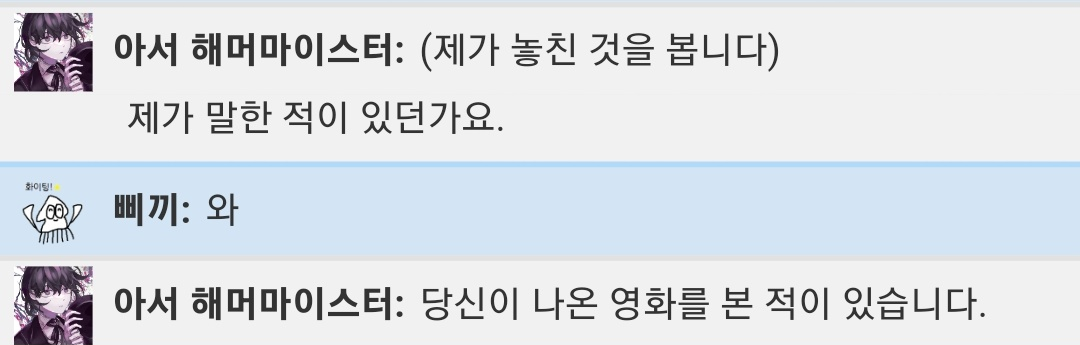 아서 해머마이스터: (제가 놓친 것을 봅니다)
제가 말한 적이 있던가요.
화이팅!
삐끼: 와
아서 해머마이스터: 당신이 나온 영화를 본 적이 있습니다.